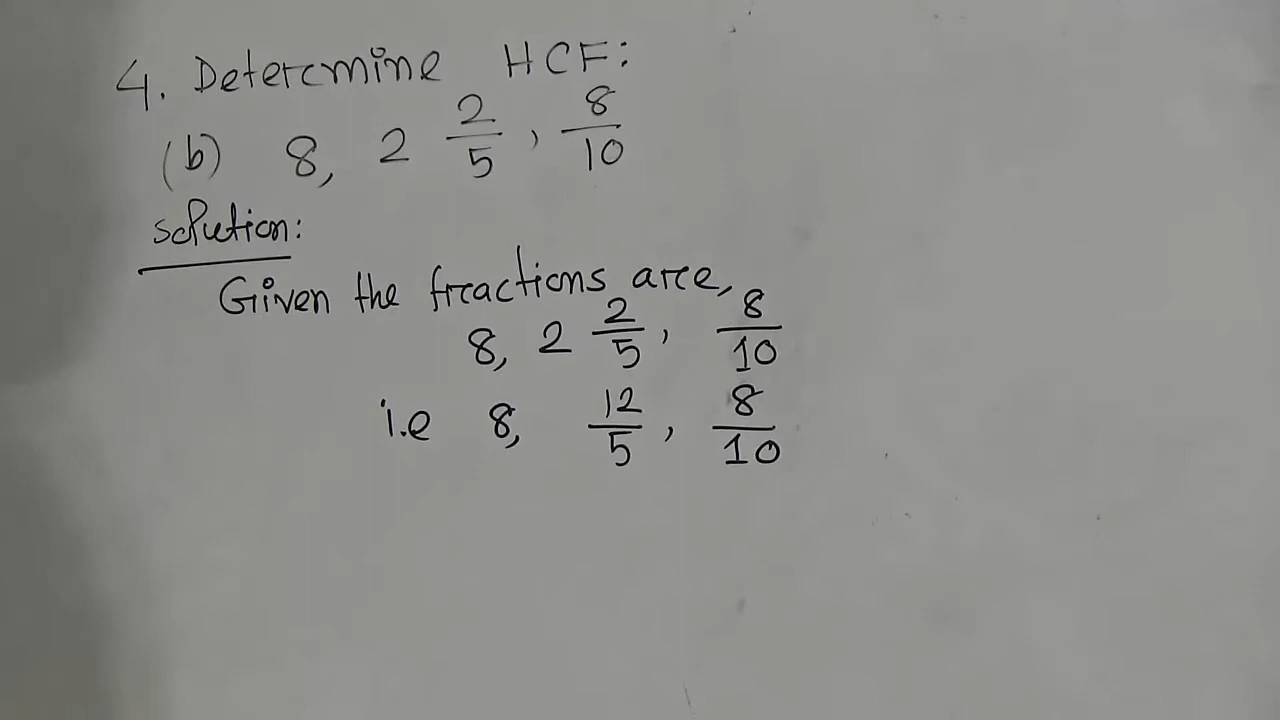 4. Determine HCF:
(b) 8, 2 2/5, 8/10
Solution:
Given the fractions are,
8, 2 2/5, 8/10
i.e 8, 12/5, 8/10